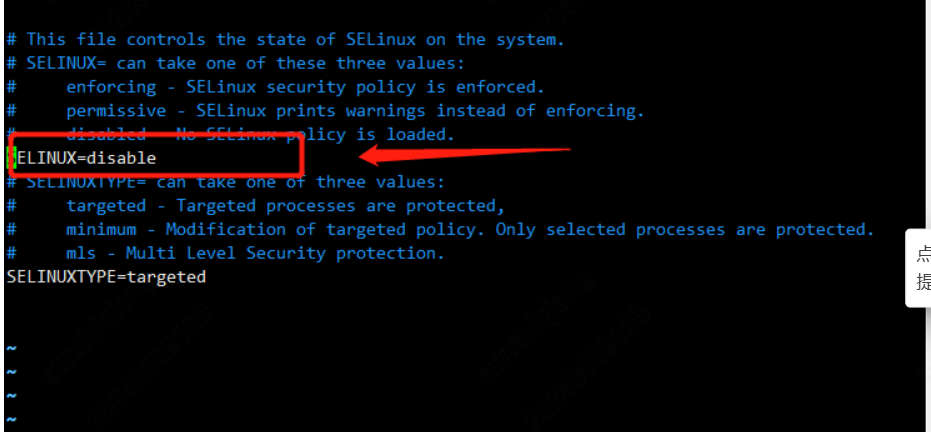 # This file controls the state of SELinux on the system.
# SELINUX= can take one of these three values:
#     enforcing - SELinux security policy is enforced.
#     permissive - SELinux prints warnings instead of enforcing.
#     disabled - No SELinux policy is loaded.
SELINUX=disable
# SELINUXTYPE= can take one of three values:
#     targeted - Targeted processes are protected,
#     minimum - Modification of targeted policy. Only selected processes are protected.
#     mls - Multi Level Security protection.
SELINUXTYPE=targeted
~
~
~
~
点
提